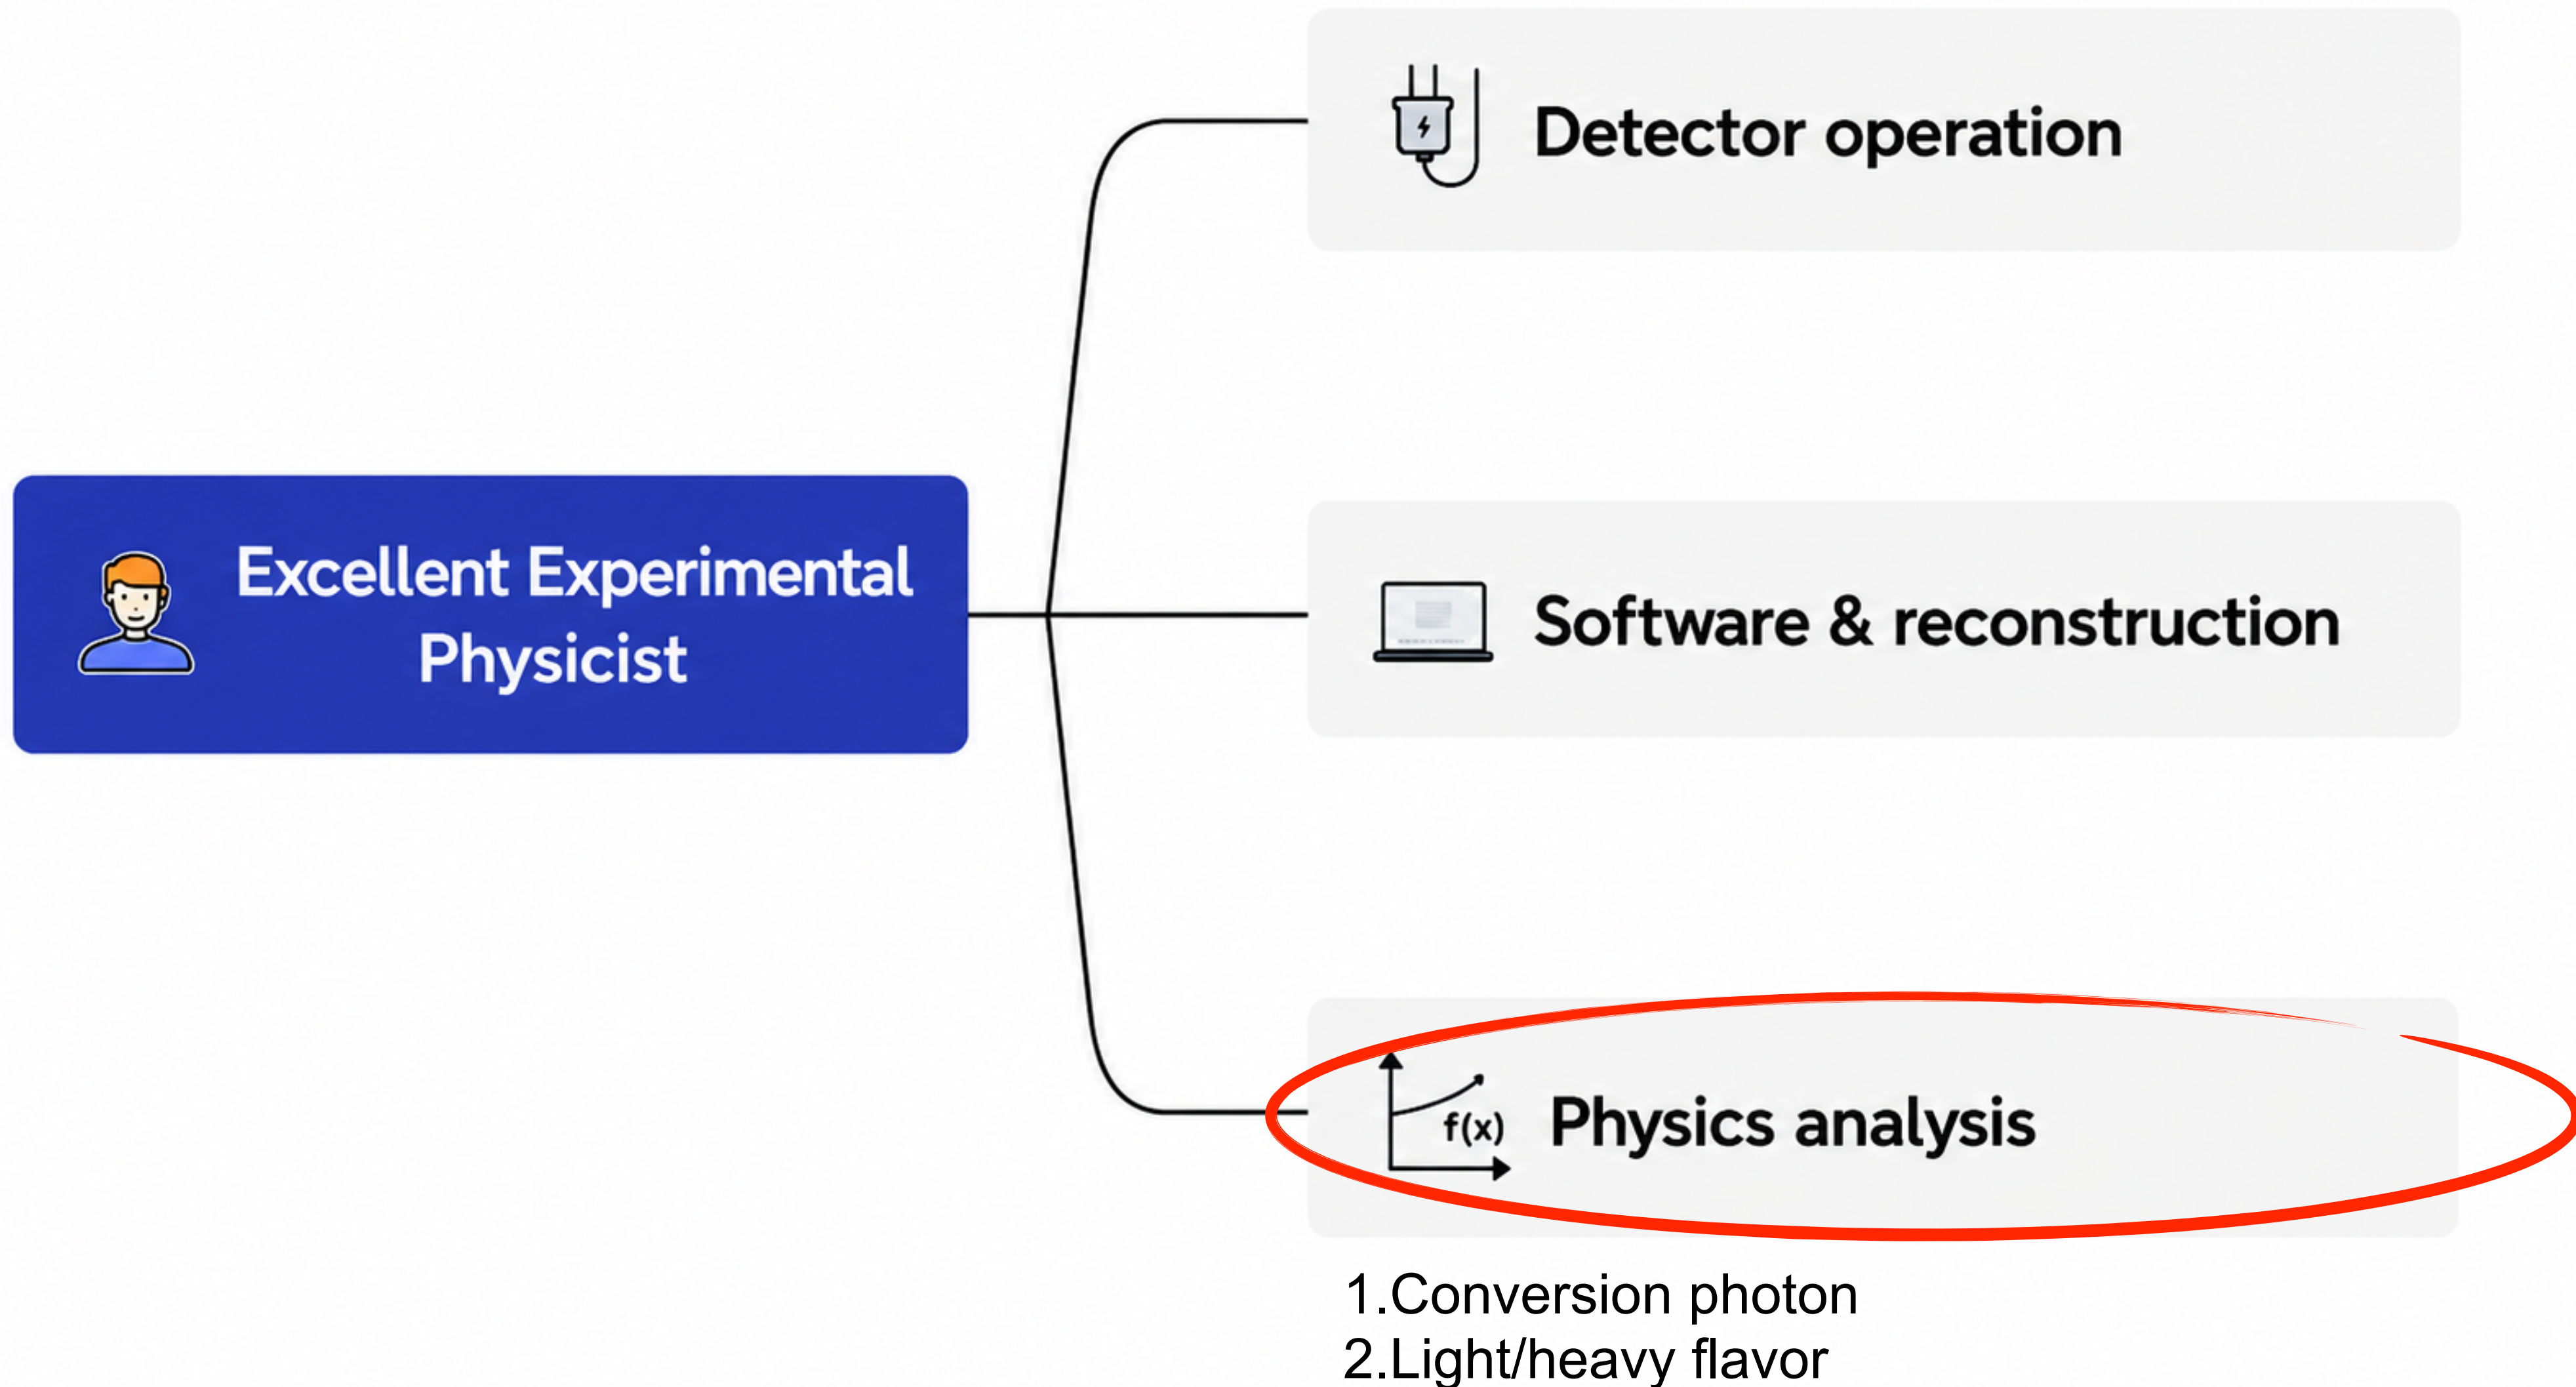 Detector operation
Excellent Experimental
Physicist
Software & reconstruction
f(x)
Physics analysis
1.Conversion photon
2.Light/heavy flavor